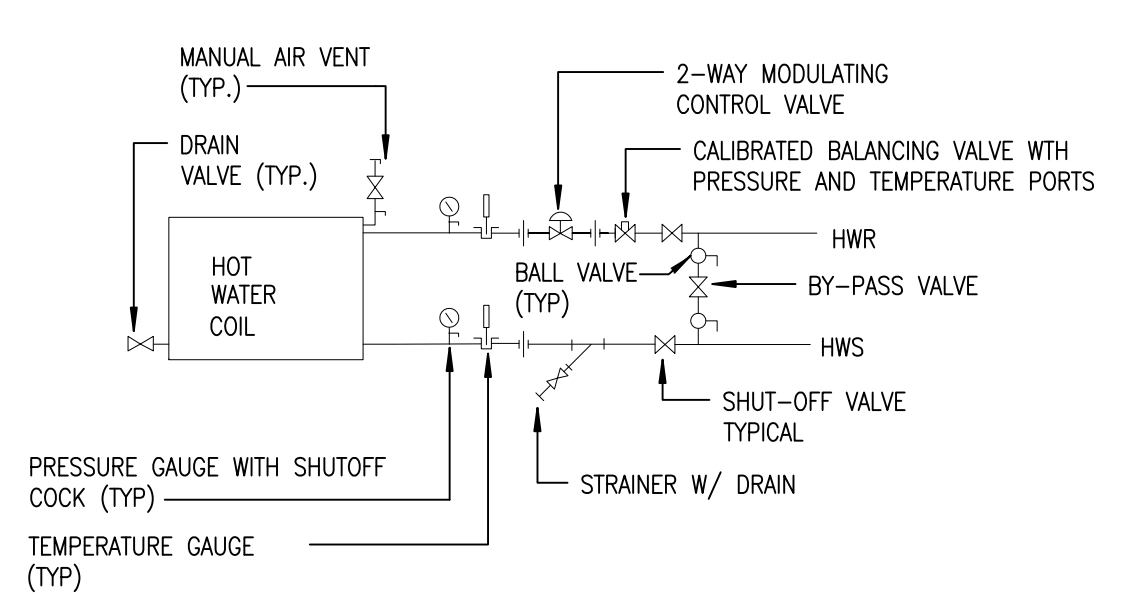 MANUAL AIR VENT
(TYP.)
2-WAY MODULATING
CONTROL VALVE
DRAIN
VALVE (TYP.)
CALIBRATED BALANCING VALVE WTH
PRESSURE AND TEMPERATURE PORTS
HWR
HOT
WATER
COIL
BALL VALVE
(TYP)
BY-PASS VALVE
HWS
SHUT-OFF VALVE
TYPICAL
PRESSURE GAUGE WITH SHUTOFF
COCK (TYP)
STRAINER W/ DRAIN
TEMPERATURE GAUGE
(TYP)